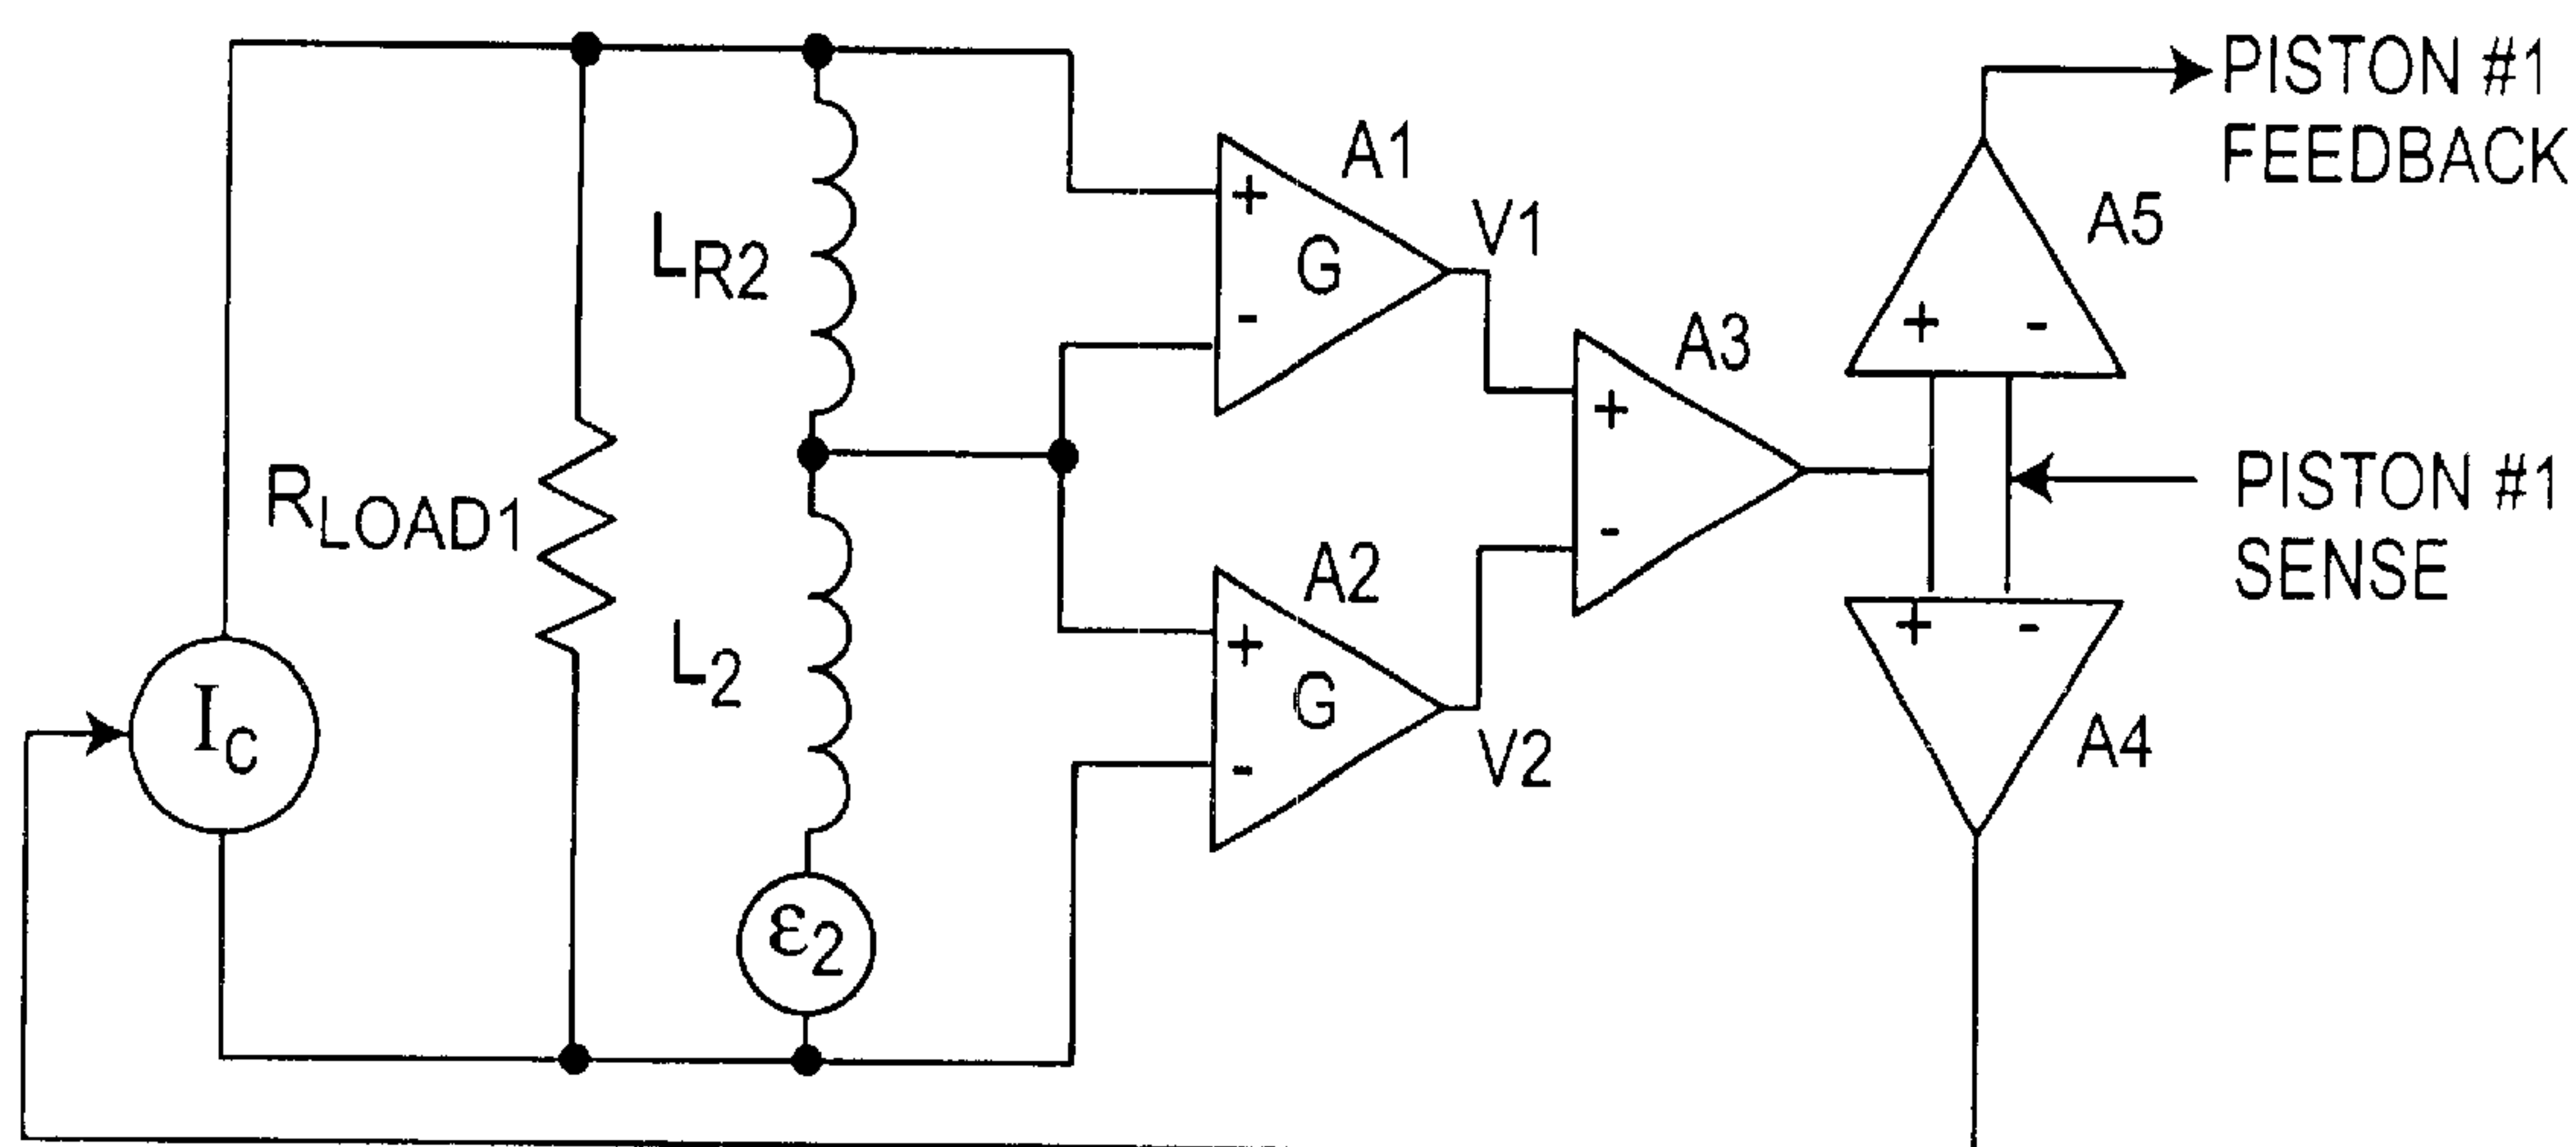 PISTON #1
FEEDBACK
A1
A5
+
G
-
V1
LR2
A3
+
-
+
-
PISTON #1
SENSE
RLOAD1
A2
+
G
-
V2
L2
+
-
A4
IC
ε2